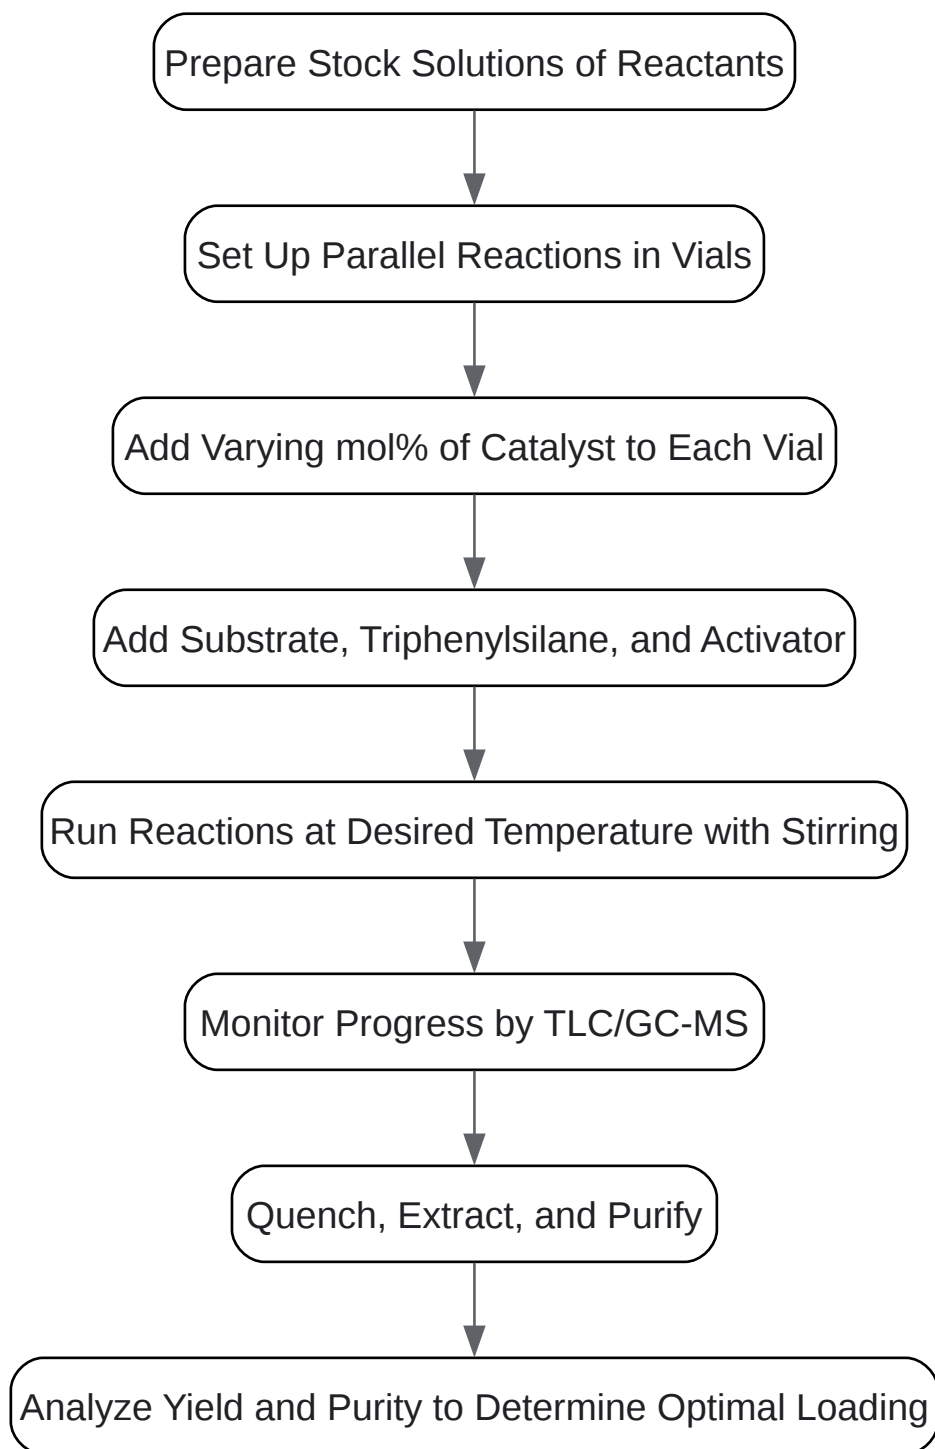 Prepare Stock Solutions of Reactants
Set Up Parallel Reactions in Vials
Add Varying mol% of Catalyst to Each Vial
Add Substrate, Triphenylsilane, and Activator
Run Reactions at Desired Temperature with Stirring
Monitor Progress by TLC/GC-MS
Quench, Extract, and Purify
Analyze Yield and Purity to Determine Optimal Loading